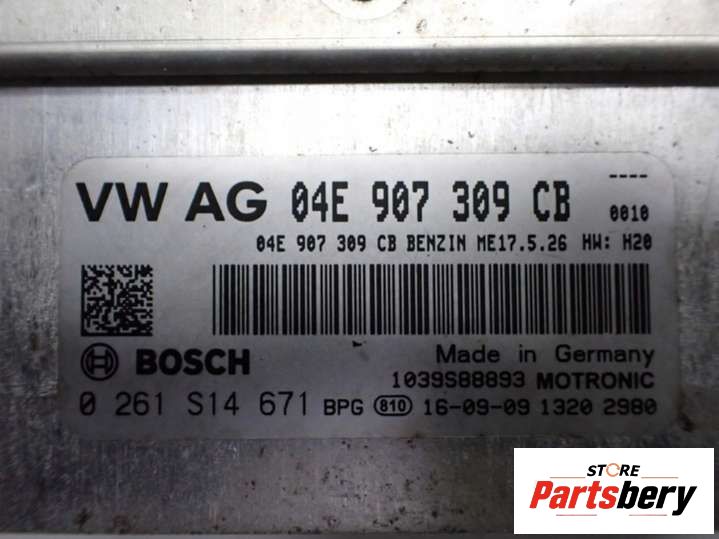 VW AG 04E 907 309 CB
----
0010
04E 907 309 CB BENZIN ME17.5.26 HW: H20
BOSCH
Made in Germany
1039S88893 MOTRONIC
0 261 S14 671 BPG 810 16-09-09 1320 2980
STORE
Partsbery